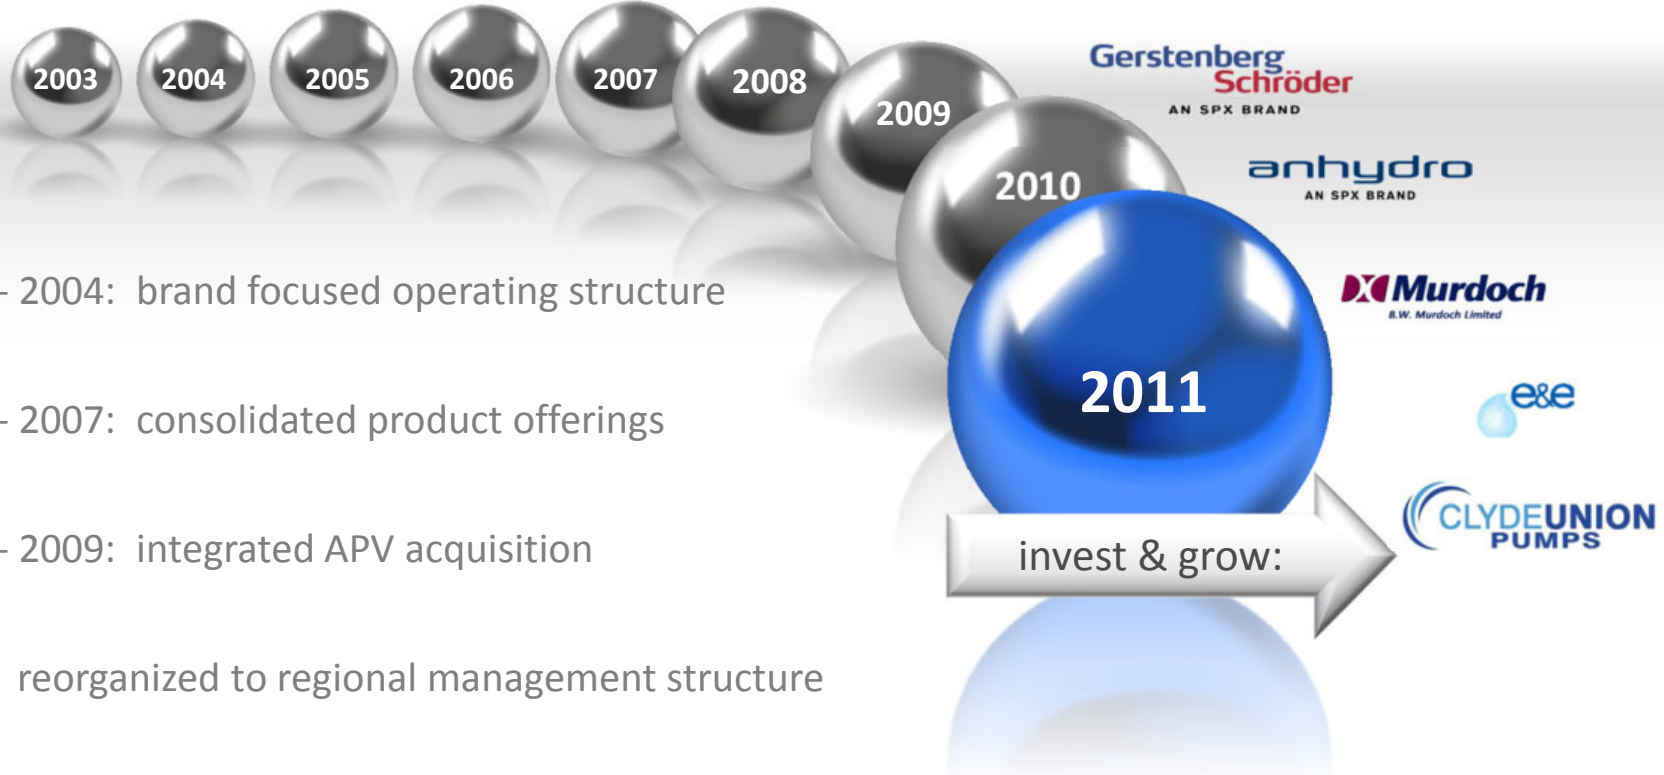 2003
2004
2005
2006
2007
2008
2009
2010
2011
Gerstenberg
Schröder
AN SPX BRAND
anhydro
AN SPX BRAND
Murdoch
B.W. Murdoch Limited
e&e
CLYDEUNION
PUMPS
invest & grow:
- 2004: brand focused operating structure
- 2007: consolidated product offerings
- 2009: integrated APV acquisition
reorganized to regional management structure